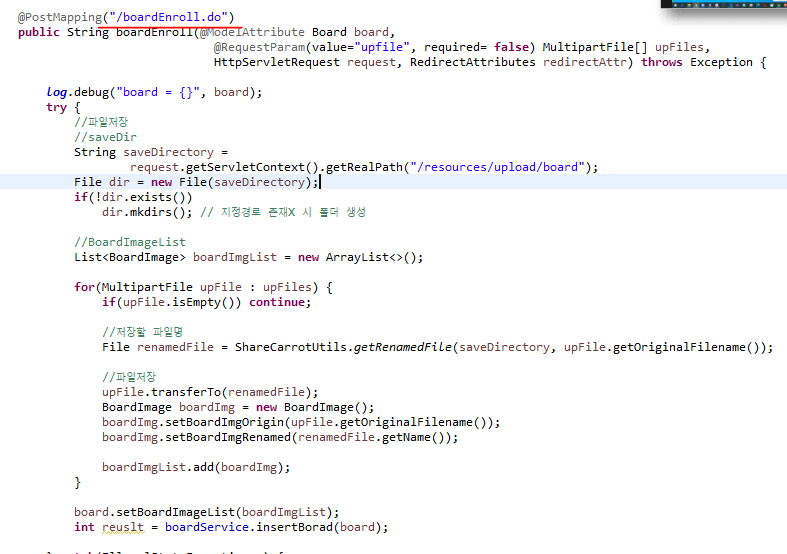 @PostMapping("/boardEnroll.do")
public String boardEnroll(@ModelAttribute Board board,
@RequestParam(value="upfile", required= false) MultipartFile[] upFiles,
HttpServletRequest request, RedirectAttributes redirectAttr) throws Exception {
log.debug("board = {}", board);
try {
//파일저장
//saveDir
String saveDirectory =
request.getServletContext().getRealPath("/resources/upload/board");
File dir = new File(saveDirectory);
if(!dir.exists())
dir.mkdirs(); // 지정경로 존재X 시 폴더 생성
//BoardImageList
List<BoardImage> boardImgList = new ArrayList<>();
for(MultipartFile upFile : upFiles) {
if(upFile.isEmpty()) continue;
//저장할 파일명
File renamedFile = ShareCarrotUtils.getRenamedFile(saveDirectory, upFile.getOriginalFilename());
//파일저장
upFile.transferTo(renamedFile);
BoardImage boardImg = new BoardImage();
boardImg.setBoardImgOrigin(upFile.getOriginalFilename());
boardImg.setBoardImgRenamed(renamedFile.getName());
boardImgList.add(boardImg);
}
board.setBoardImageList(boardImgList);
int reuslt = boardService.insertBorad(board);